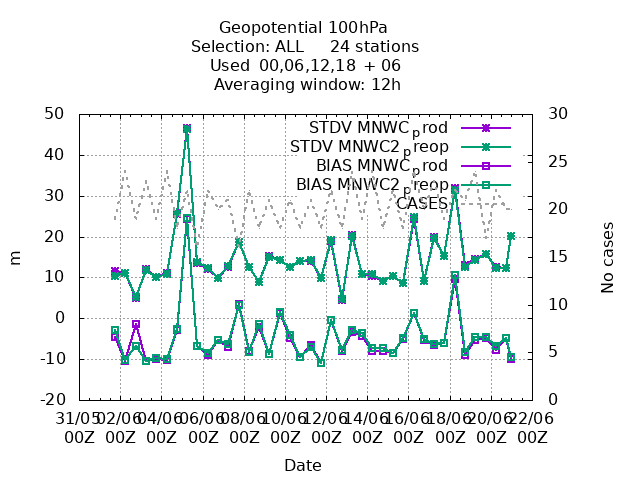 Geopotential 100hPa
Selection: ALL     24 stations
Used  00,06,12,18 + 06
Averaging window: 12h
50
40
30
20
10
0
-10
-20
m
30
25
20
15
10
5
0
No cases
STDV MNWC_prod
STDV MNWC2_preop
BIAS MNWC_prod
BIAS MNWC2_preop
CASES
31/05 02/06 04/06 06/06 08/06 10/06 12/06 14/06 16/06 18/06 20/06 22/06
00Z 00Z 00Z 00Z 00Z 00Z 00Z 00Z 00Z 00Z 00Z 00Z
Date